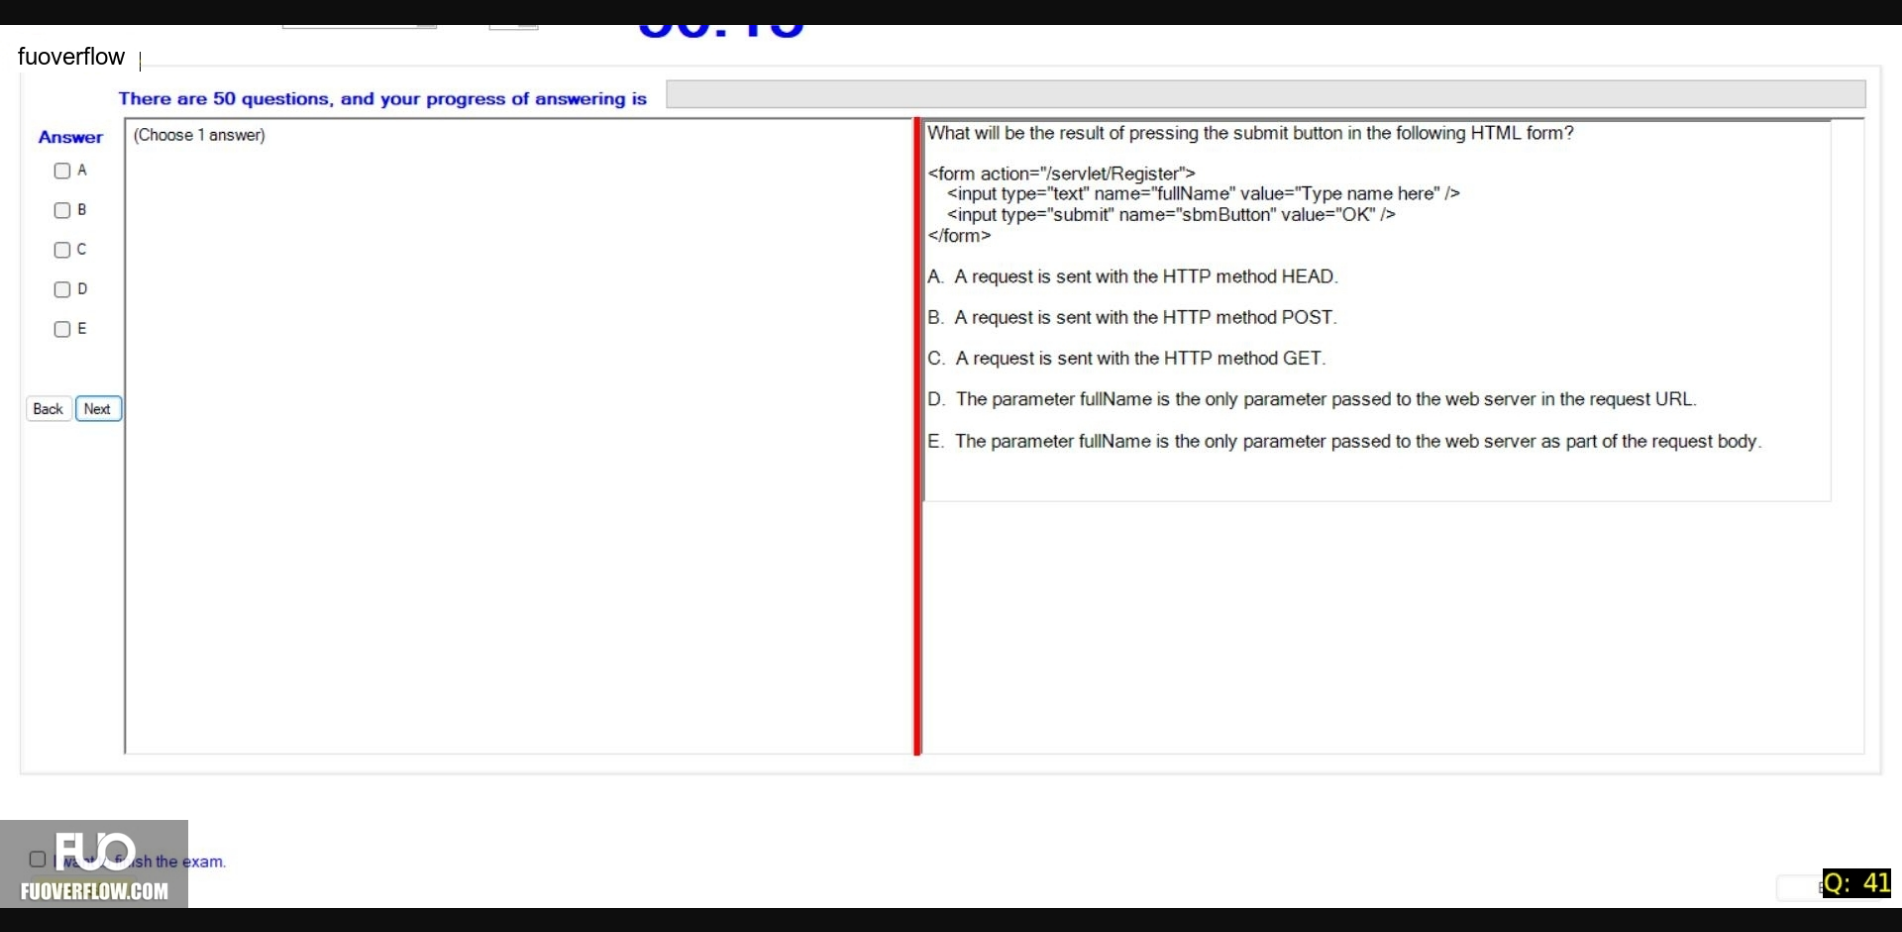 fuoverflow
There are 50 questions, and your progress of answering is
Answer
(Choose 1 answer)
A
B
C
D
E
Back Next
What will be the result of pressing the submit button in the following HTML form?
<form action="/servlet/Register">
<input type="text" name="fullName" value="Type name here" />
<input type="submit" name="sbmButton" value="OK" />
</form>
A. A request is sent with the HTTP method HEAD.
B. A request is sent with the HTTP method POST.
C. A request is sent with the HTTP method GET.
D. The parameter fullName is the only parameter passed to the web server in the request URL.
E. The parameter fullName is the only parameter passed to the web server as part of the request body.
FUO
the exam.
FUOVERFLOW.COM
Q: 41